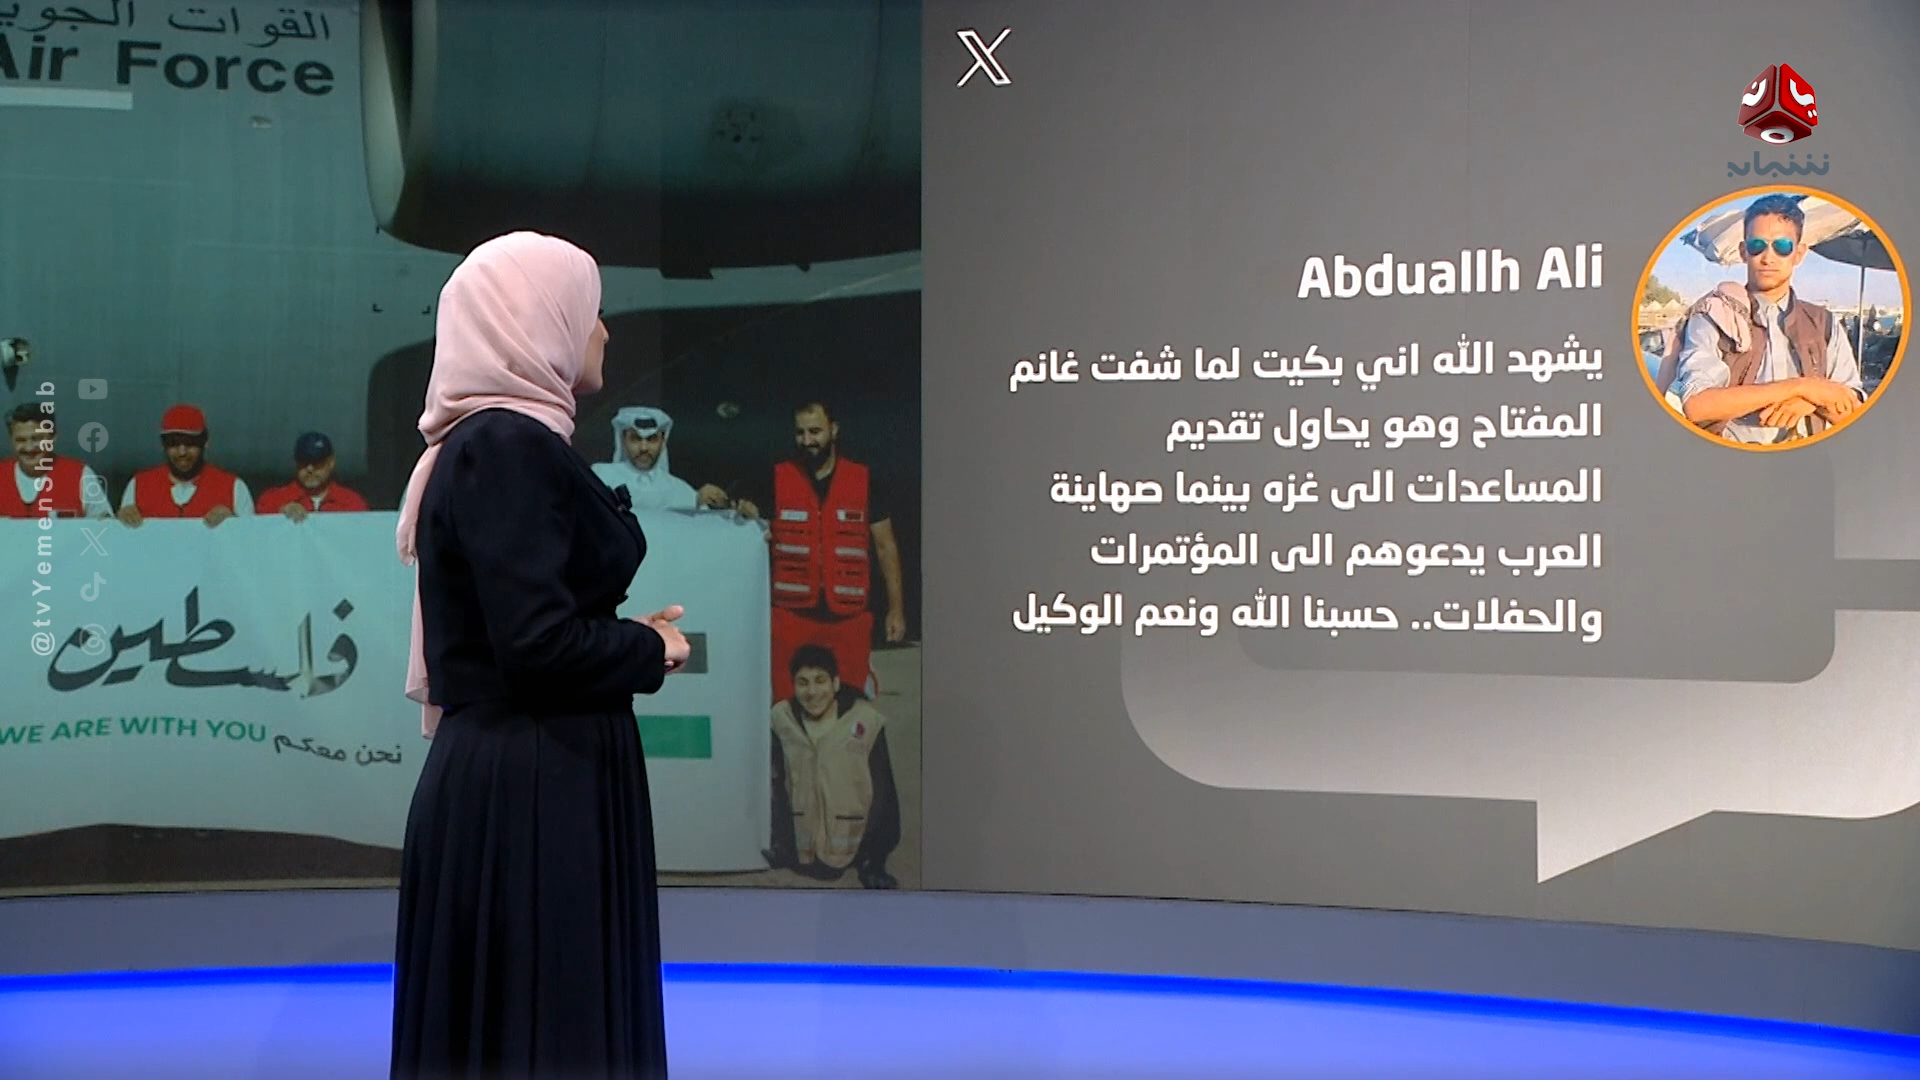 القوات الجوية
Air Force
X
شباب
Abduallh Ali
يشهد الله اني بكيت لما شفت غانم
المفتاح وهو يحاول تقديم
المساعدات الى غزه بينما صهاينة
العرب يدعوهم الى المؤتمرات
والحفلات.. حسبنا الله ونعم الوكيل
فلسطين
WE ARE WITH YOU نحن معكم
@tvYemenShabab